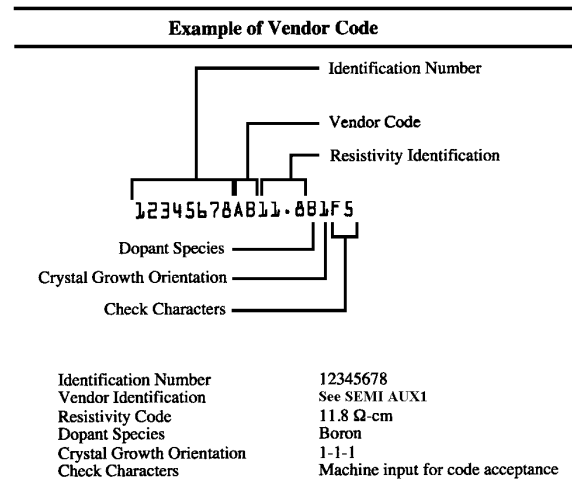 Example of Vendor Code
Identification Number
Vendor Code
Resistivity Identification
12345678AB11.8B1F5
Dopant Species
Crystal Growth Orientation
Check Characters
Identification Number 12345678
Vendor Identification See SEMI AUX1
Resistivity Code 11.8 Ω-cm
Dopant Species Boron
Crystal Growth Orientation 1-1-1
Check Characters Machine input for code acceptance